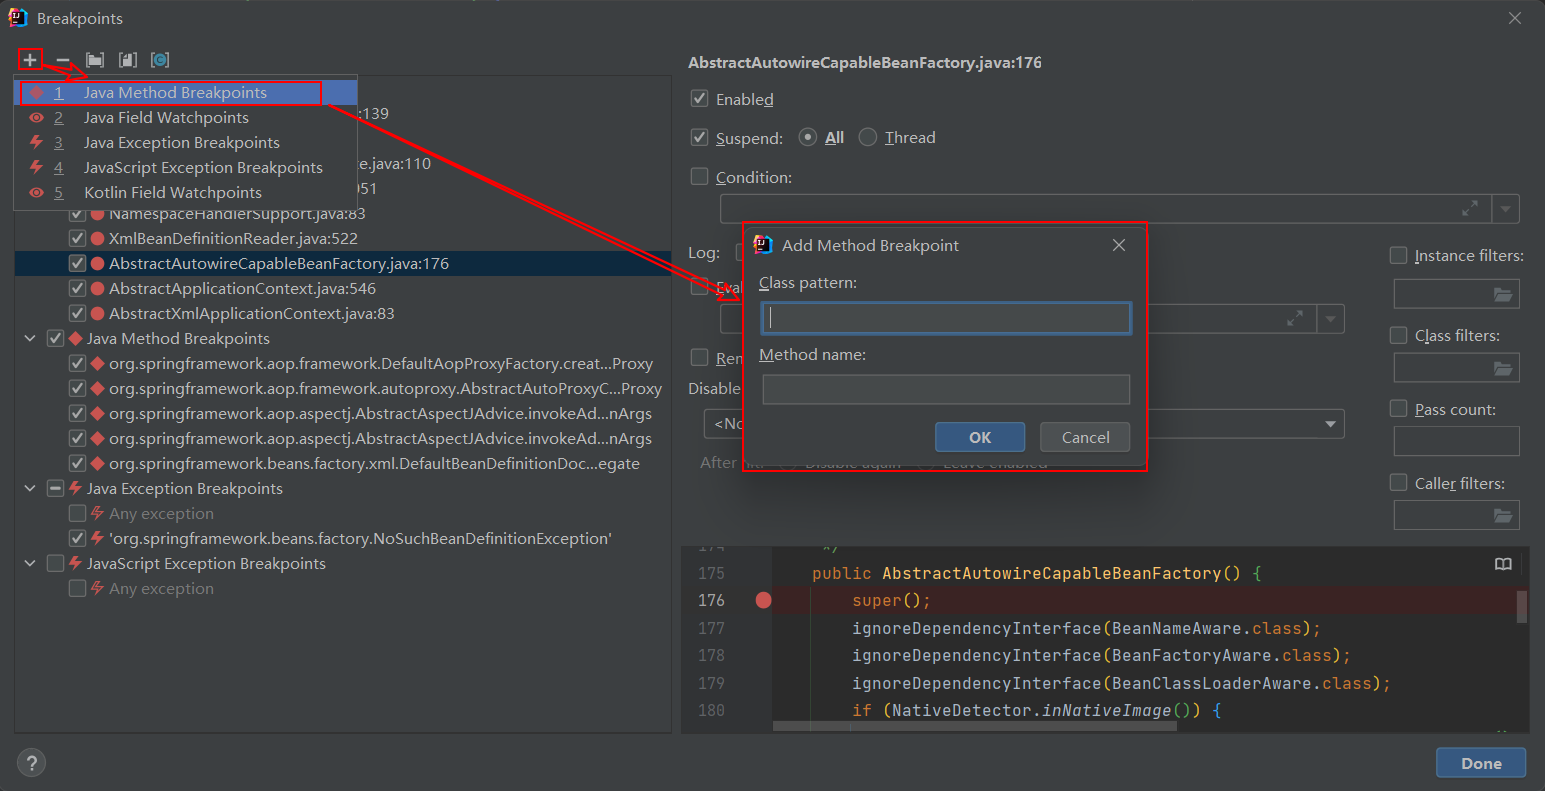 Breakpoints
1 Java Method Breakpoints
2 Java Field Watchpoints
3 Java Exception Breakpoints
4 JavaScript Exception Breakpoints
5 Kotlin Field Watchpoints
:139
.java:110
051
NamespaceHandlerSupport.java:83
XmlBeanDefinitionReader.java:522
AbstractAutowireCapableBeanFactory.java:176
AbstractApplicationContext.java:546
AbstractXmlApplicationContext.java:83
Java Method Breakpoints
org.springframework.aop.framework.DefaultAopProxyFactory.creat...Proxy
org.springframework.aop.framework.autoproxy.AbstractAutoProxyC...Proxy
org.springframework.aop.aspectj.AbstractAspectJAdvice.invokeAd...nArgs
org.springframework.aop.aspectj.AbstractAspectJAdvice.invokeAd...nArgs
org.springframework.beans.factory.xml.DefaultBeanDefinitionDoc...egate
Java Exception Breakpoints
Any exception
'org.springframework.beans.factory.NoSuchBeanDefinitionException'
JavaScript Exception Breakpoints
Any exception
AbstractAutowireCapableBeanFactory.java:176
Enabled
Suspend: All Thread
Condition:
Log:
Eval
Rem
Disable
<No
After
Disable again
Leave enabled
Add Method Breakpoint
Class pattern:
Method name:
OK Cancel
Instance filters:
Class filters:
Pass count:
Caller filters:
174 */
175 public AbstractAutowireCapableBeanFactory() {
176 super();
177 ignoreDependencyInterface(BeanNameAware.class);
178 ignoreDependencyInterface(BeanFactoryAware.class);
179 ignoreDependencyInterface(BeanClassLoaderAware.class);
180 if (NativeDetector.inNativeImage()) {
?
Done